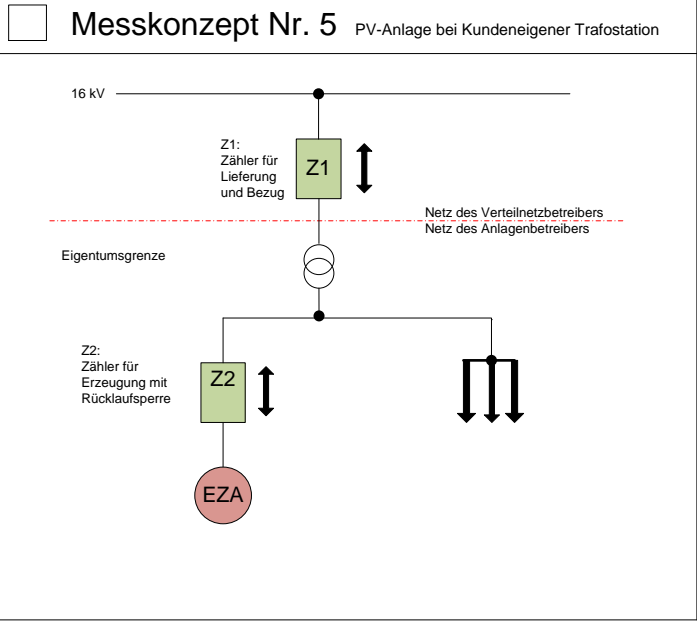 Messkonzept Nr. 5 PV-Anlage bei Kundeneigener Trafostation
16 kV
Z1:
Zähler für
Lieferung
und Bezug
Z1
Netz des Verteilnetzbetreibers
Netz des Anlagenbetreibers
Eigentumsgrenze
Z2:
Zähler für
Erzeugung mit
Rücklaufsperre
Z2
EZA